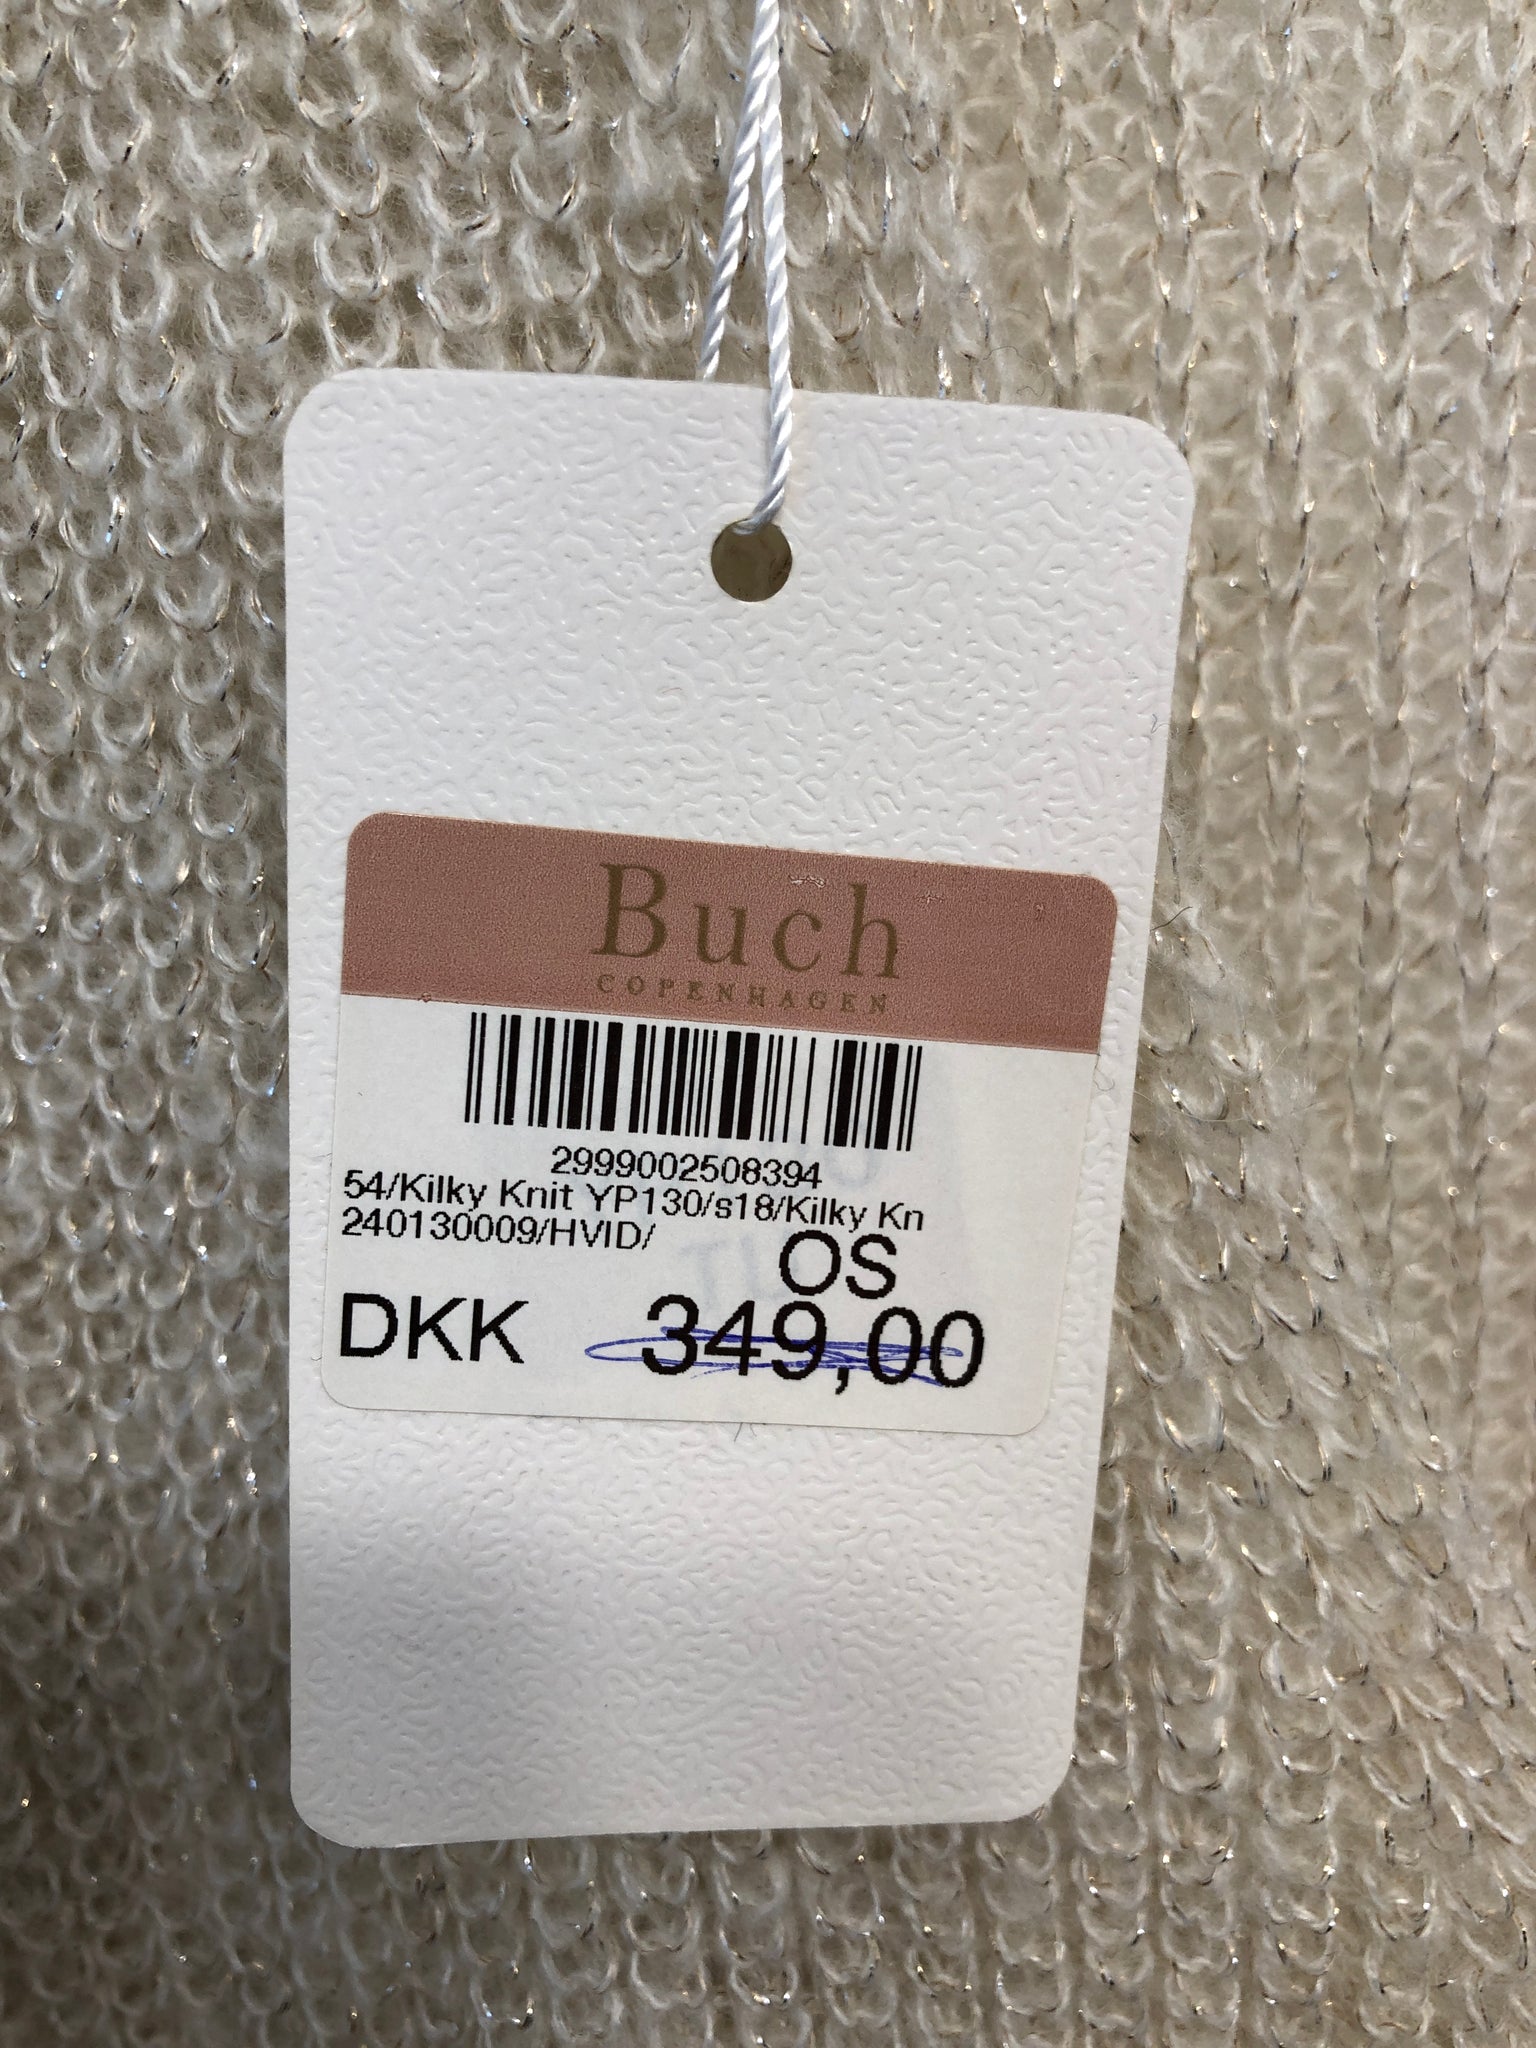 Buch
COPENHAGEN
2999002508394
54/Kilky Knit YP130/s18/Kilky Kn
240130009/HVID/
OS
DKK 349,00